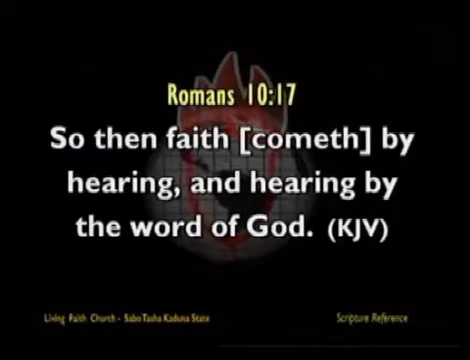 Romans 10:17
So then faith [cometh] by
hearing, and hearing by
the word of God. (KJV)
Living Faith Church - Sabo Tasha Kaduna State
Scripture Reference